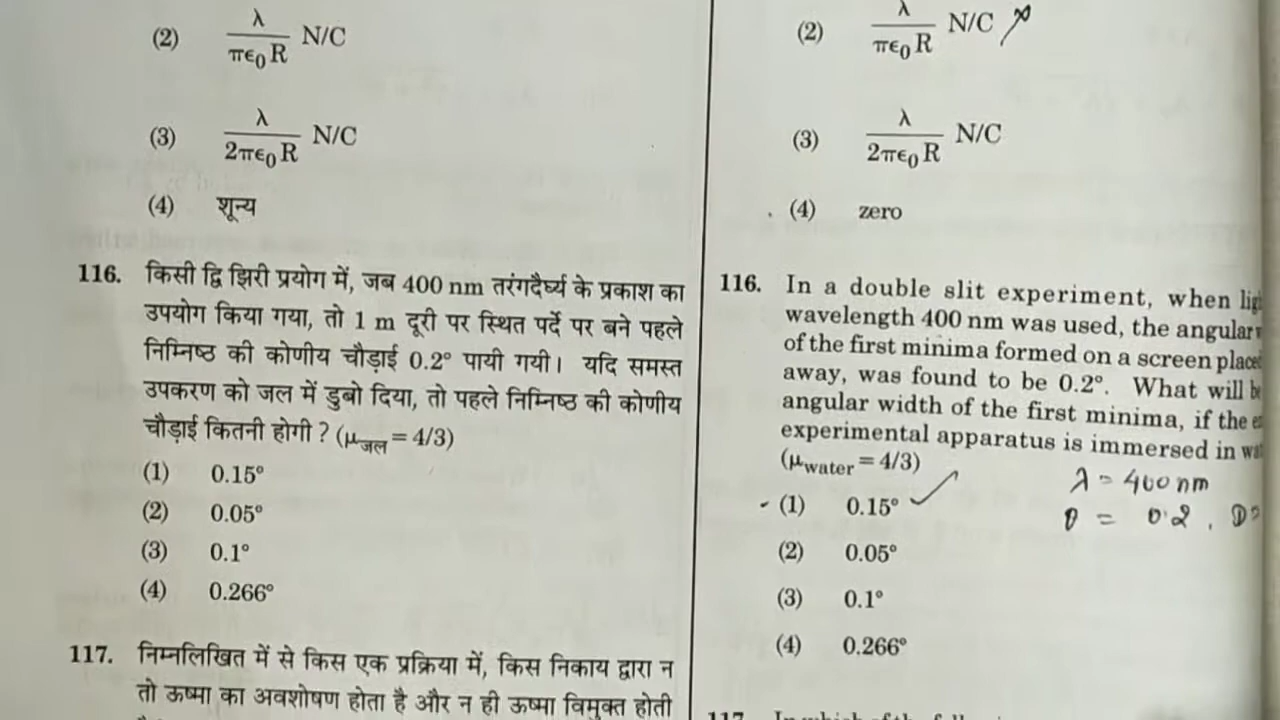 (2) λ/πϵ₀R N/C
(3) λ/2πϵ₀R N/C
(4) शून्य
116. किसी द्वि झिरी प्रयोग में, जब 400 nm तरंगदैर्घ्य के प्रकाश का
उपयोग किया गया, तो 1 m दूरी पर स्थित पर्दे पर बने पहले
निम्निष्ठ की कोणीय चौड़ाई 0.2° पायी गयी। यदि समस्त
उपकरण को जल में डुबो दिया, तो पहले निम्निष्ठ की कोणीय
चौड़ाई कितनी होगी ? (μजल = 4/3)
(1) 0.15°
(2) 0.05°
(3) 0.1°
(4) 0.266°
117. निम्नलिखित में से किस एक प्रक्रिया में, किस निकाय द्वारा न
तो ऊष्मा का अवशोषण होता है और न ही ऊष्मा विमुक्त होती
(2) λ/πϵ₀R N/C
(3) λ/2πϵ₀R N/C
(4) zero
116. In a double slit experiment, when
wavelength 400 nm was used, the angular
of the first minima formed on a screen
away, was found to be 0.2°. What will
angular width of the first minima, if the
experimental apparatus is immersed in
(μwater = 4/3)
λ = 400 nm
(1) 0.15°
θ = 0.2,
(2) 0.05°
(3) 0.1°
(4) 0.266°
117. In which of the